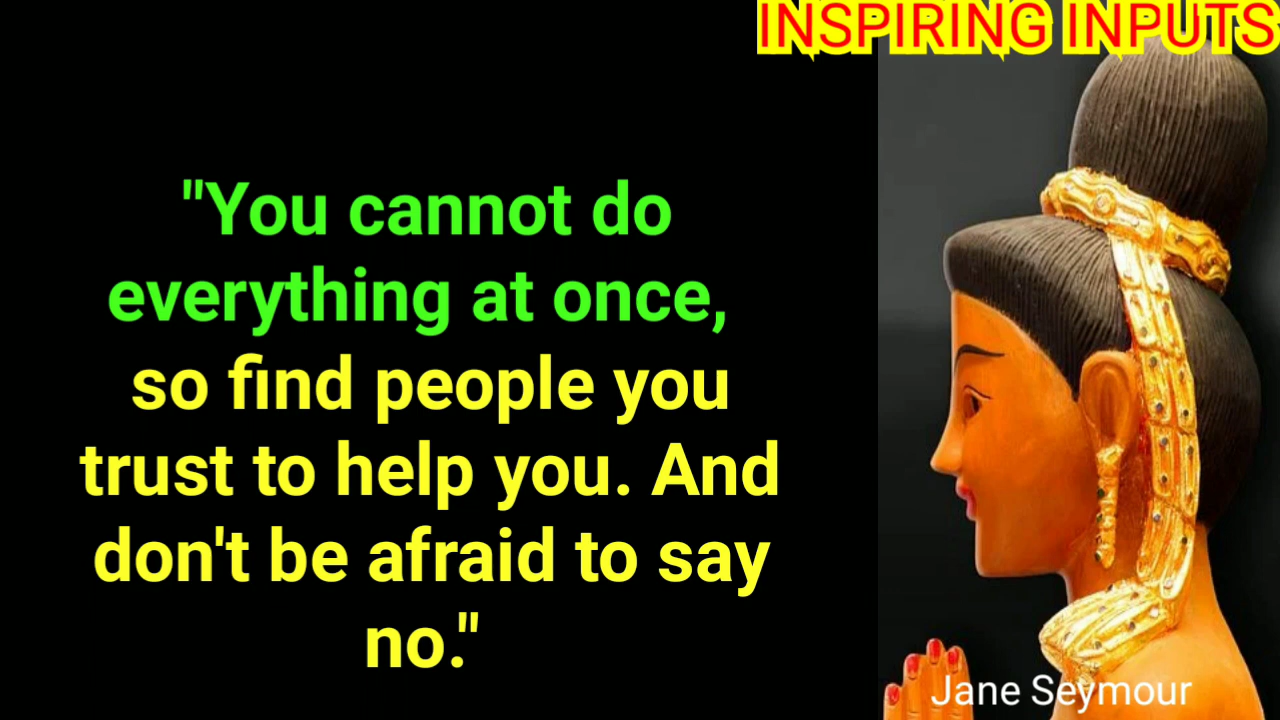 INSPIRING INPUTS
"You cannot do
everything at once,
so find people you
trust to help you. And
don't be afraid to say
no."
Jane Seymour